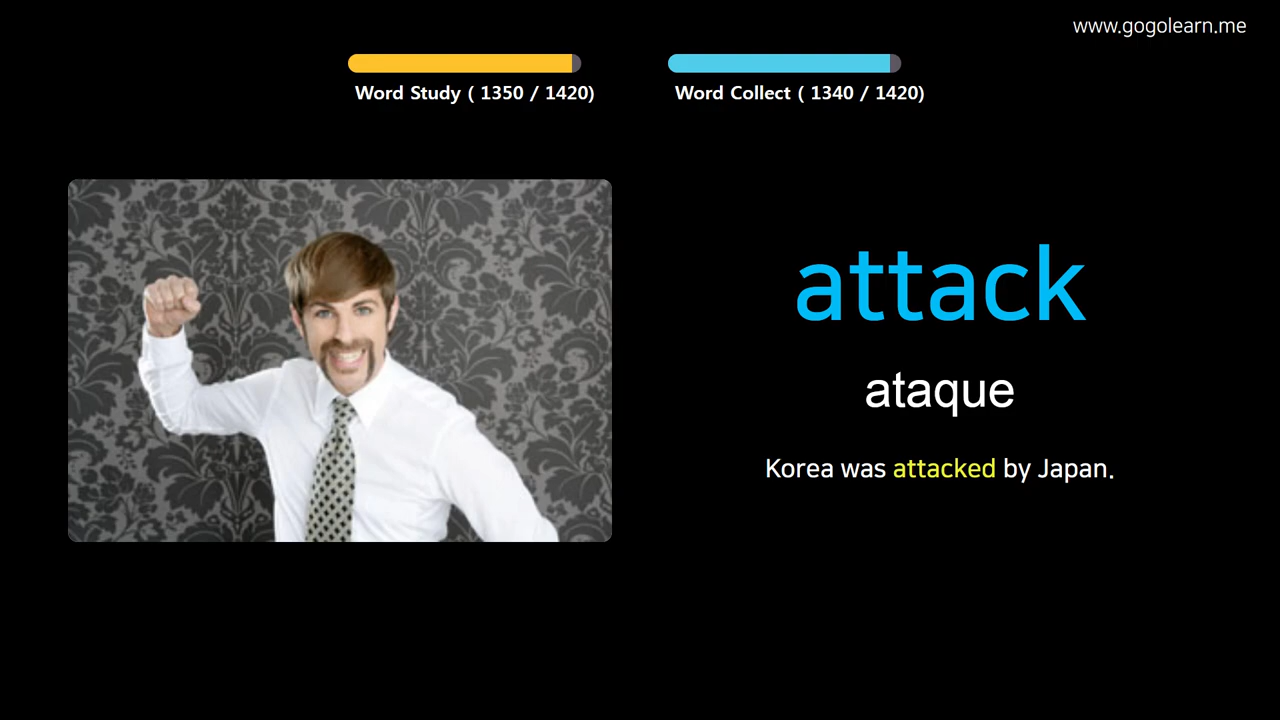 www.gogolearn.me
Word Study ( 1350 / 1420)
Word Collect ( 1340 / 1420)
attack
ataque
Korea was attacked by Japan.